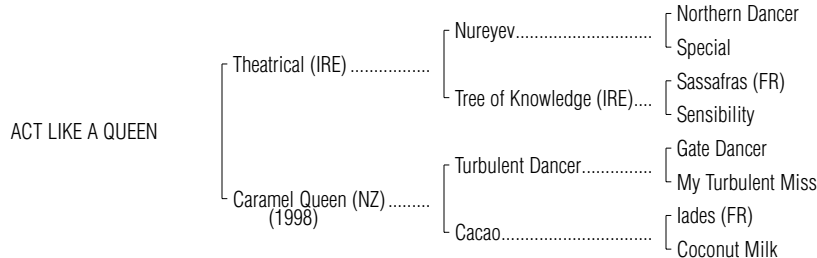 Northern Dancer
Nureyev..............................
Special
Theatrical (IRE) .................
Sassafras (FR)
Tree of Knowledge (IRE)....
Sensibility
ACT LIKE A QUEEN
Gate Dancer
Turbulent Dancer...............
My Turbulent Miss
Caramel Queen (NZ) .........
(1998)
Iades (FR)
Cacao.................................
Coconut Milk